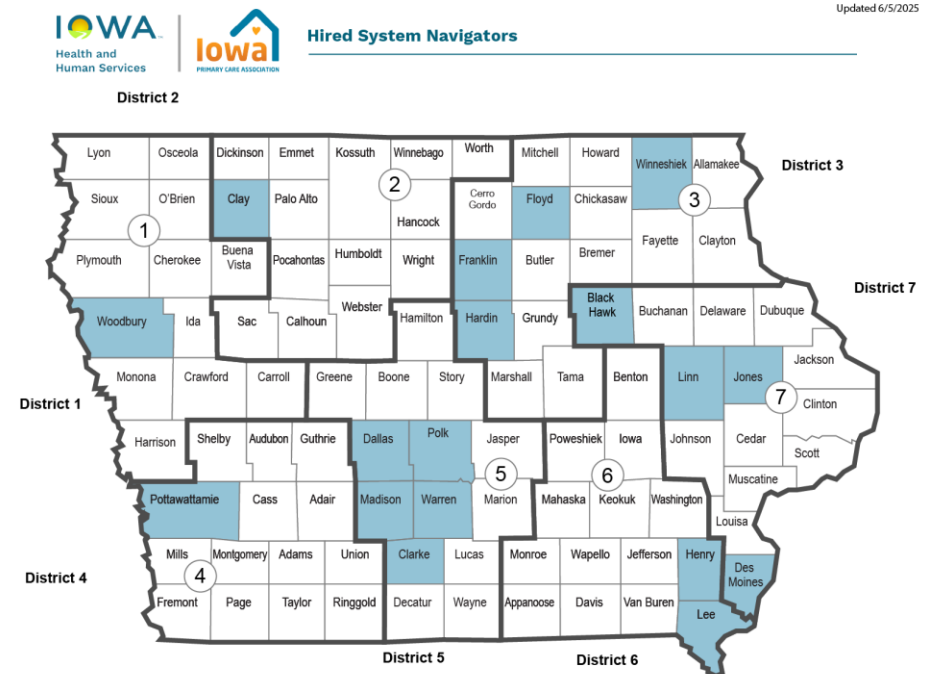 Updated 6/5/2025
IOWA
Health and
Human Services
Iowa
PRIMARY CARE ASSOCIATION
Hired System Navigators
District 2
Lyon
Osceola
Dickinson
Emmet
Kossuth
Winnebago
Worth
Mitchell
Howard
Winneshiek
Allamakee
District 3
Sioux
O'Brien
Clay
Palo Alto
2
Hancock
Cerro
Gordo
Floyd
Chickasaw
3
1
Plymouth
Cherokee
Buena
Vista
Pocahontas
Humboldt
Wright
Franklin
Butler
Bremer
Fayette
Clayton
District 7
Woodbury
Ida
Sac
Calhoun
Webster
Hamilton
Hardin
Grundy
Black
Hawk
Buchanan
Delaware
Dubuque
Monona
Crawford
Carroll
Greene
Boone
Story
Marshall
Tama
Benton
Linn
Jones
Jackson
7
Clinton
District 1
Harrison
Shelby
Audubon
Guthrie
Dallas
Polk
Jasper
Poweshiek
Iowa
Johnson
Cedar
Scott
5
6
Muscatine
Pottawattamie
Cass
Adair
Madison
Warren
Marion
Mahaska
Keokuk
Washington
Louisa
District 4
Mills
Montgomery
Adams
Union
Clarke
Lucas
Monroe
Wapello
Jefferson
Henry
Des
Moines
4
Fremont
Page
Taylor
Ringgold
Decatur
Wayne
Appanoose
Davis
Van Buren
Lee
District 5
District 6